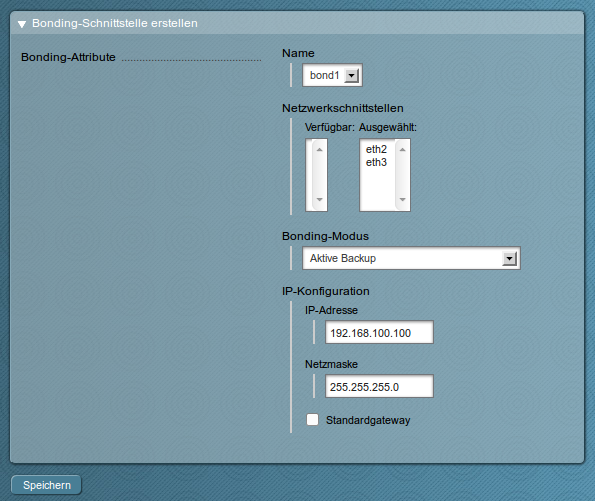 Bonding-Schnittstelle erstellen
Bonding-Attribute
Name
bond1
Netzwerkschnittstellen
Verfügbar: Ausgewählt:
eth2
eth3
Bonding-Modus
Aktive Backup
IP-Konfiguration
IP-Adresse
192.168.100.100
Netzmaske
255.255.255.0
Standardgateway
Speichern